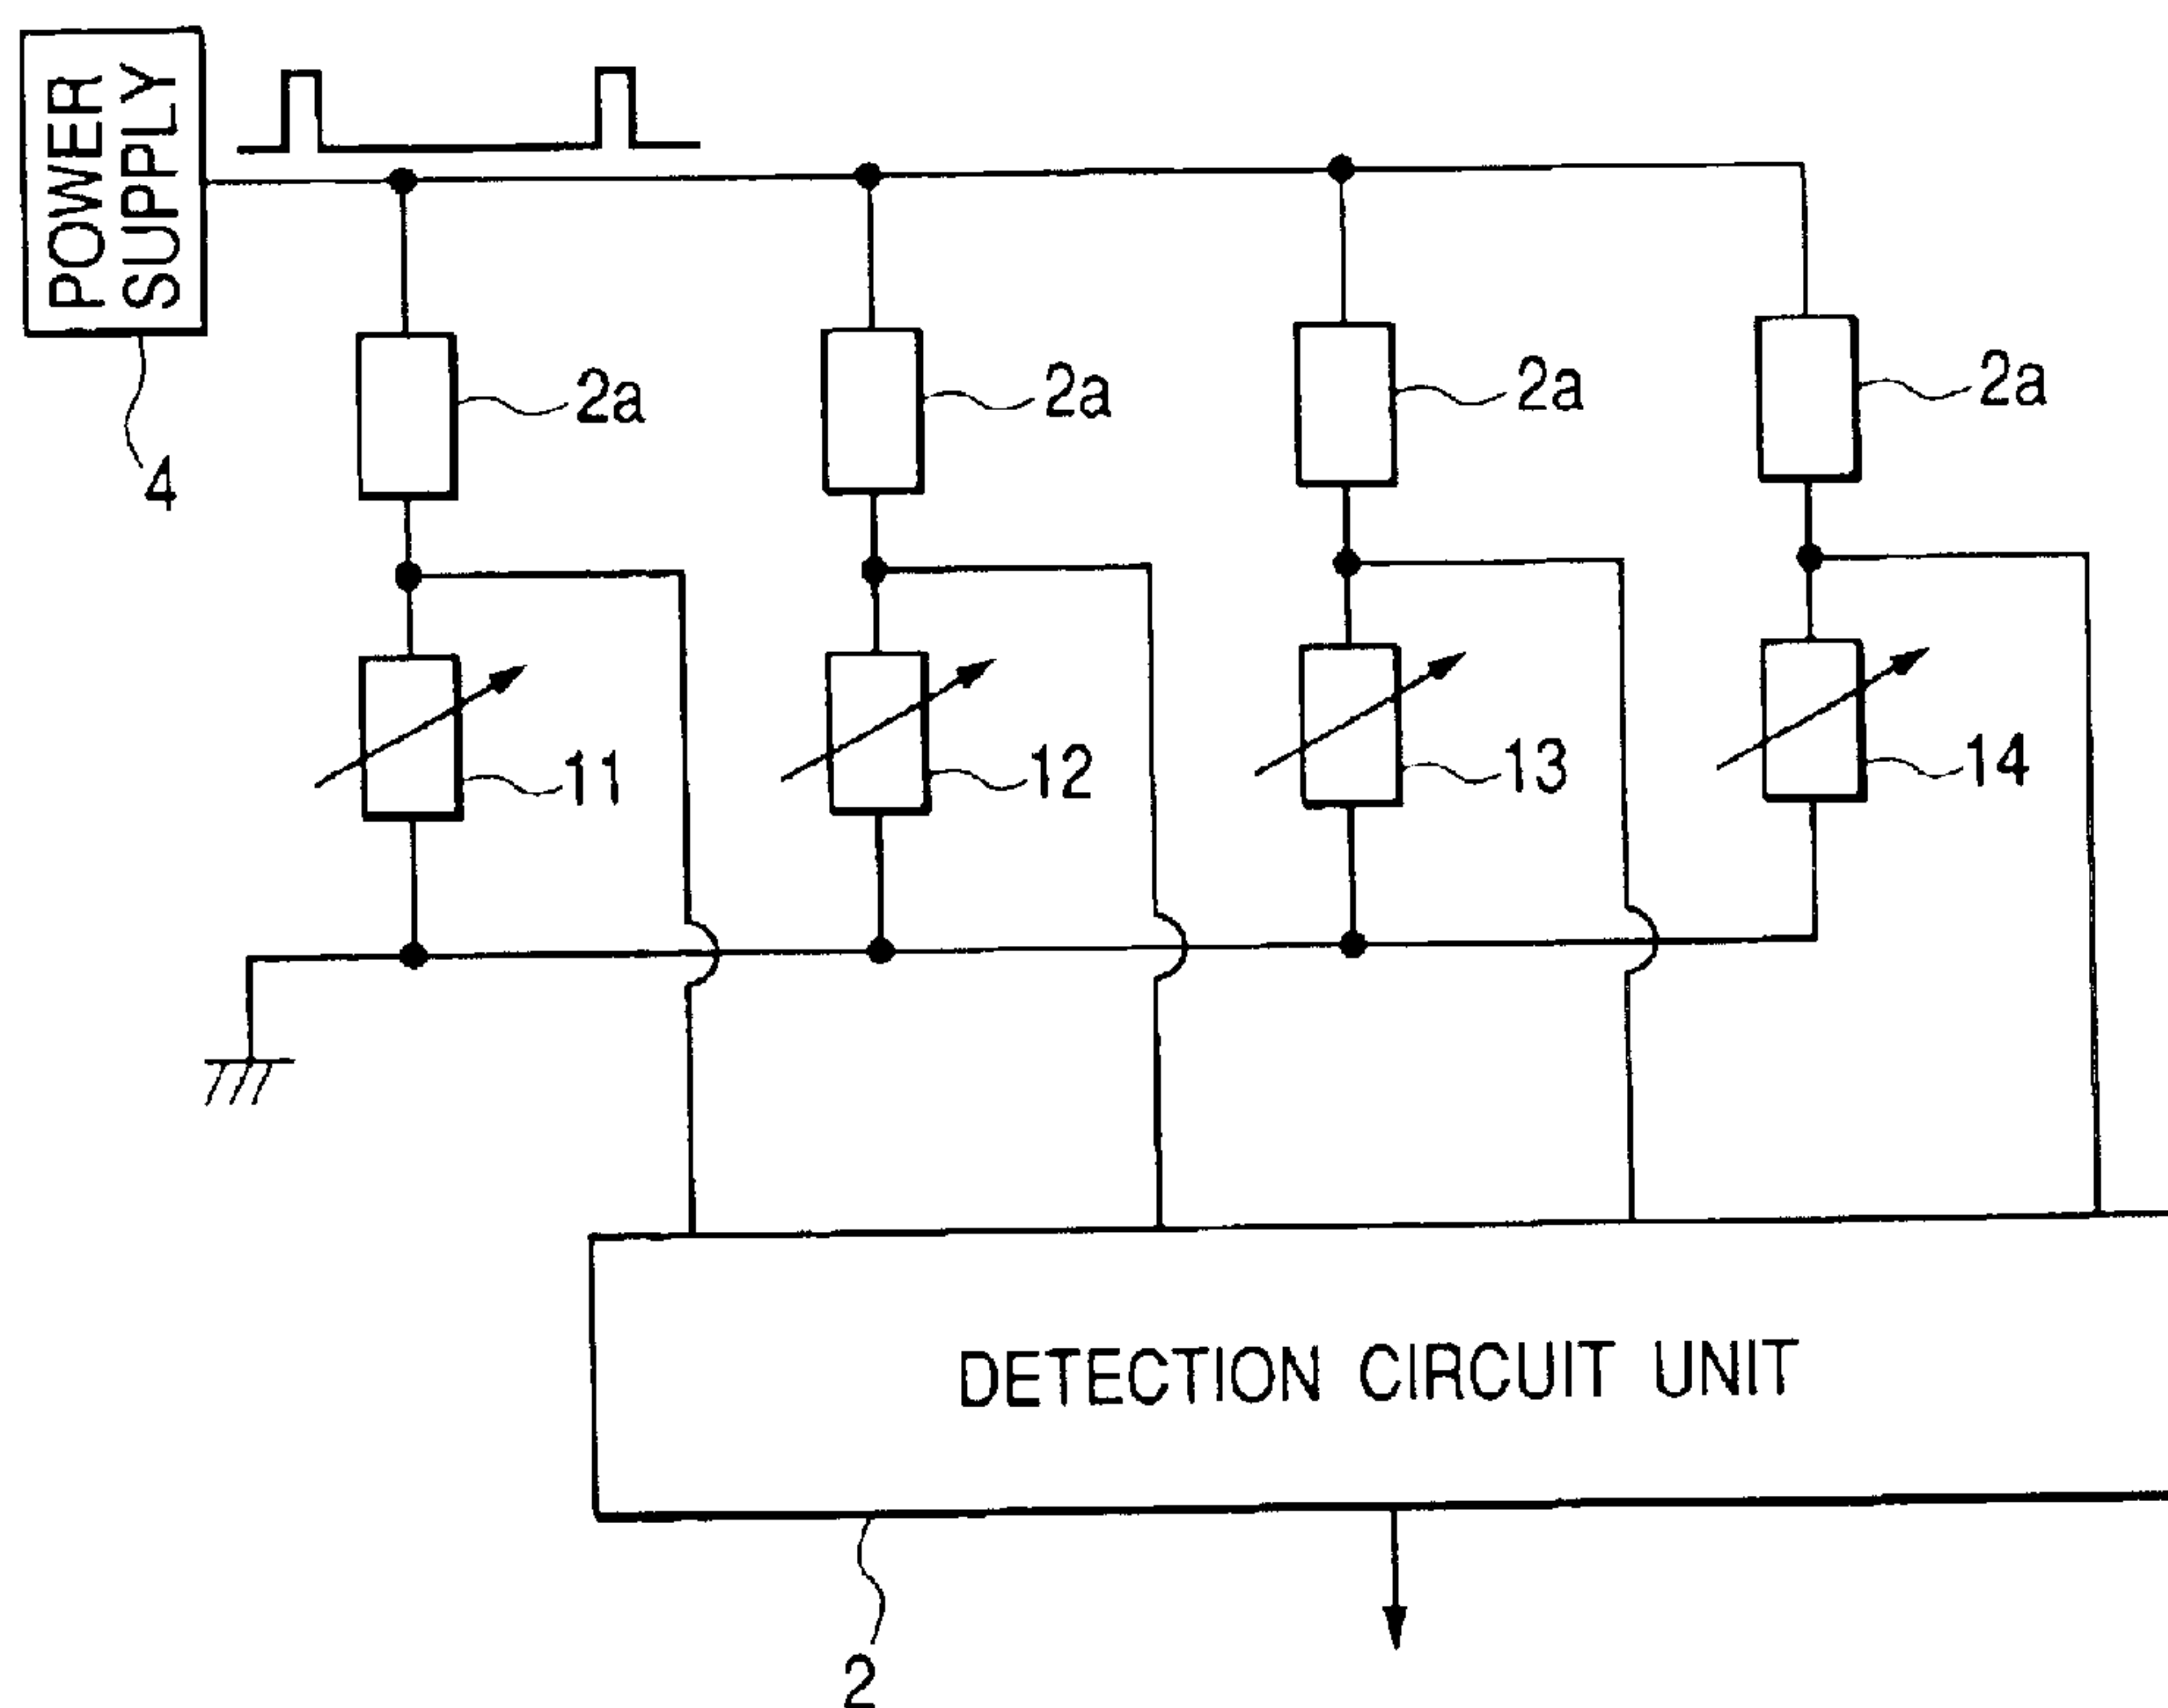 POWER
SUPPLY
4
2a
2a
2a
2a
11
12
13
14
DETECTION CIRCUIT UNIT
2